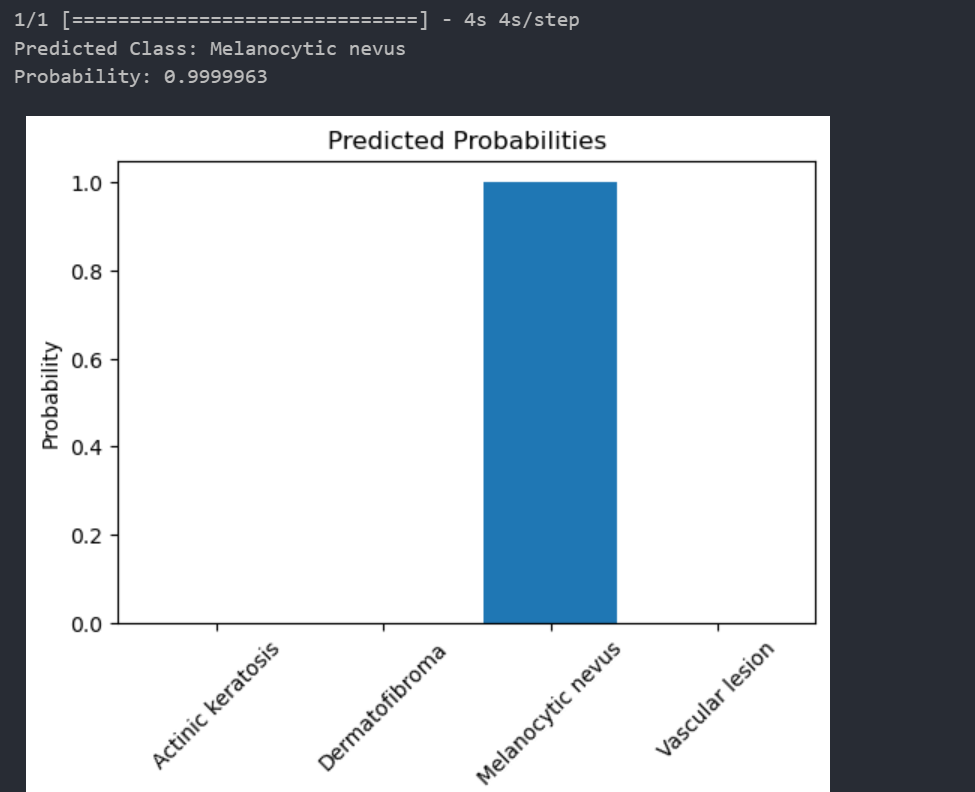 1/1 [==============================] - 4s 4s/step
Predicted Class: Melanocytic nevus
Probability: 0.9999963
Predicted Probabilities
Probability
1.0
0.8
0.6
0.4
0.2
0.0
Actinic keratosis
Dermatofibroma
Melanocytic nevus
Vascular lesion